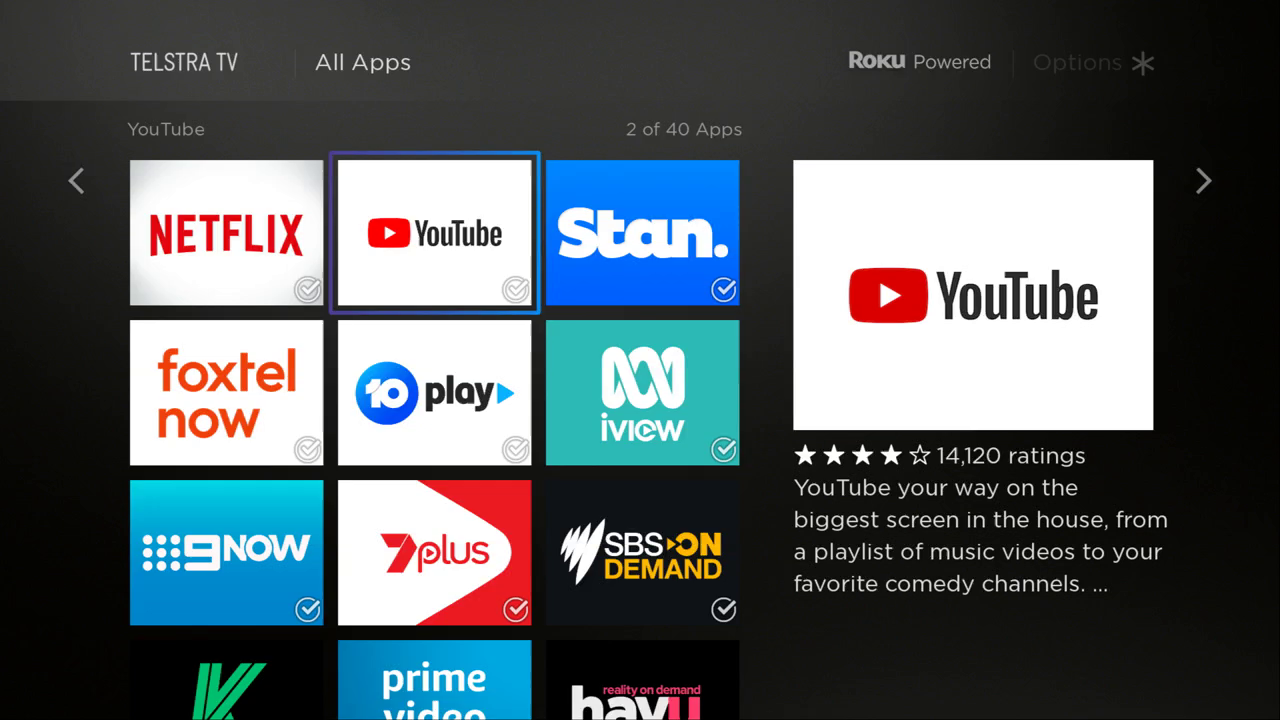 TELSTRA TV
All Apps
Roku Powered
Options
YouTube
2 of 40 Apps
NETFLIX
YouTube
Stan.
YouTube
foxtel
now
10 play
iview
14,120 ratings
YouTube your way on the
biggest screen in the house, from
a playlist of music videos to your
favorite comedy channels. ...
9NOW
7plus
SBS ON
DEMAND
prime
video
reality on demand
hayu